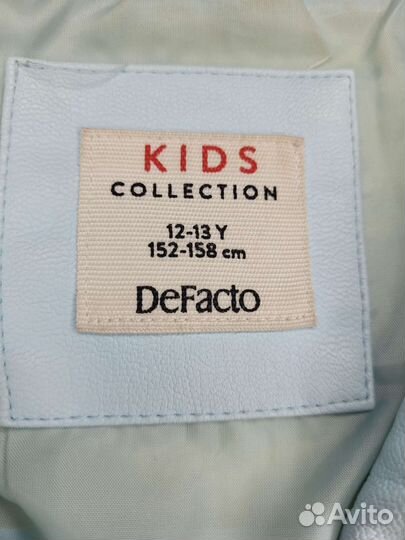 KIDS
COLLECTION
12-13 Y
152-158 cm
DeFacto
Avito